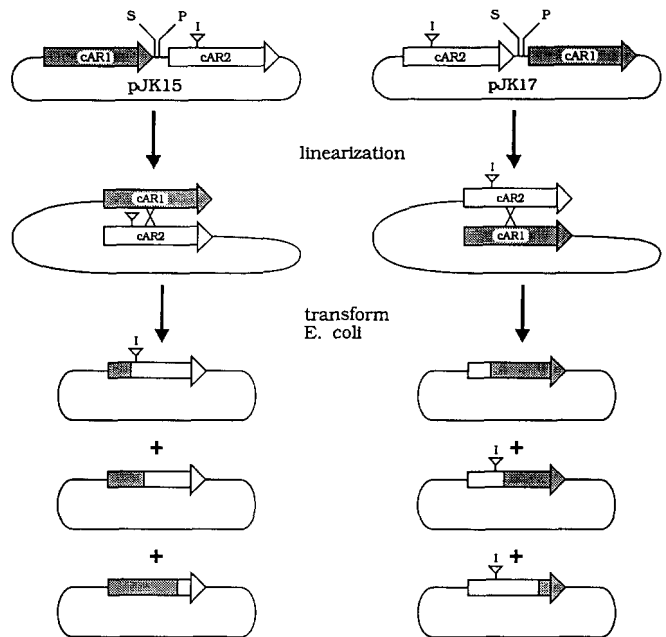 S P I
cAR1 cAR2
pJK15
S P
I
cAR2 cAR1
pJK17
linearization
cAR1
cAR2
I
cAR2
cAR1
transform
E. coli
I
+ +
I
+ +
I